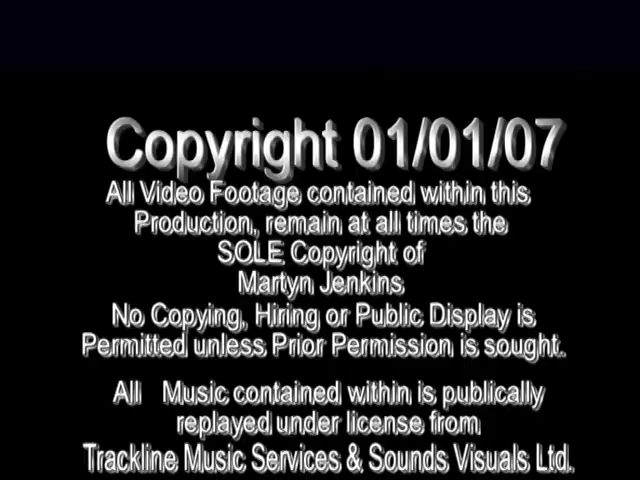 Copyright 01/01/07
All Video Footage contained within this
Production, remain at all times the
SOLE Copyright of
Martyn Jenkins
No Copying, Hiring or Public Display is
Permitted unless Prior Permission is sought.
All Music contained within is publically
replayed under license from
Trackline Music Services & Sounds Visuals Ltd.